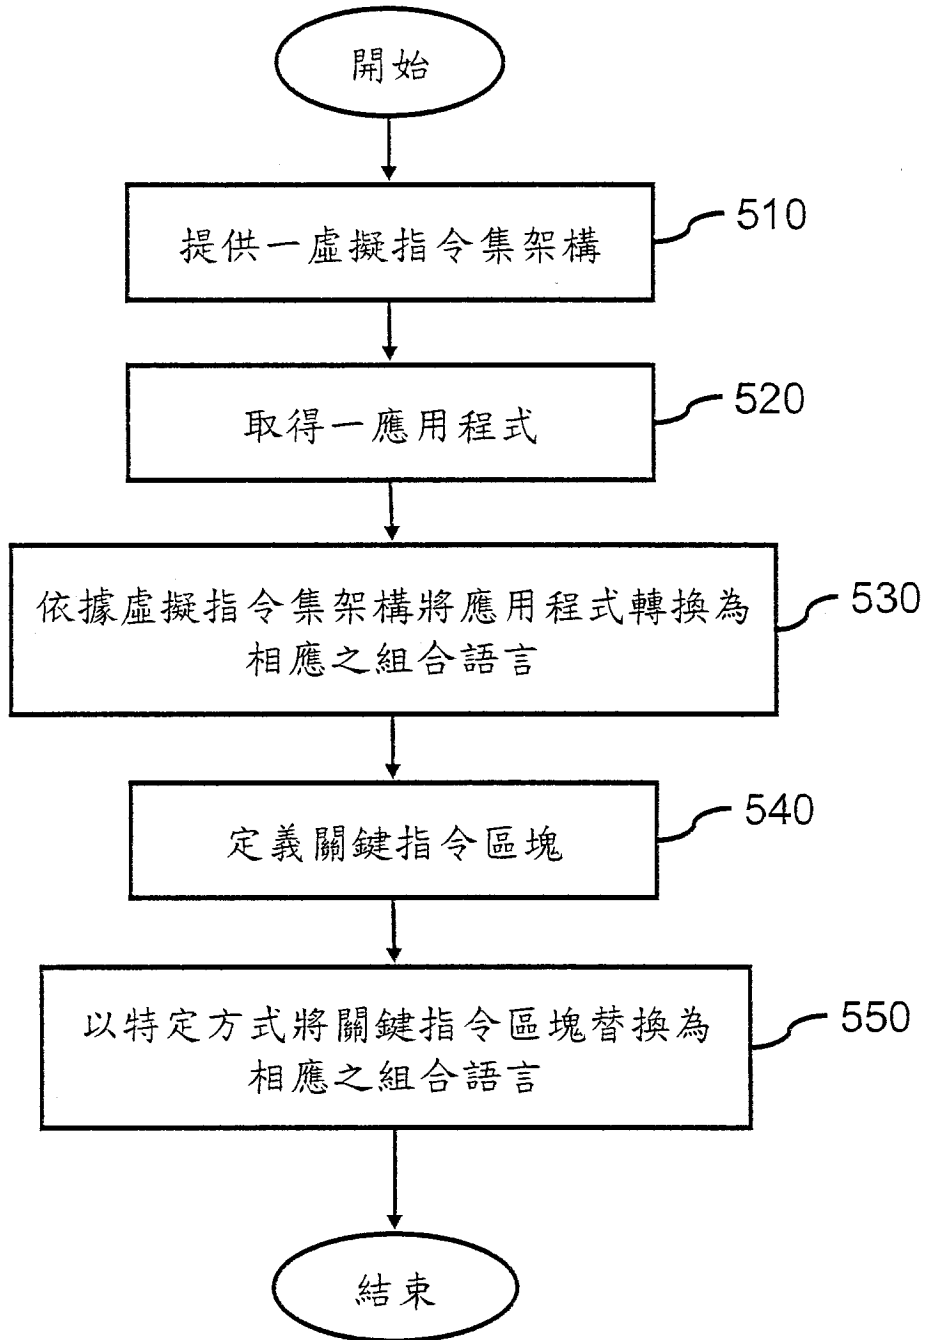 開始
提供一虛擬指令集架構
510
取得一應用程式
520
依據虛擬指令集架構將應用程式轉換為
相應之組合語言
530
定義關鍵指令區塊
540
以特定方式將關鍵指令區塊替換為
相應之組合語言
550
結束